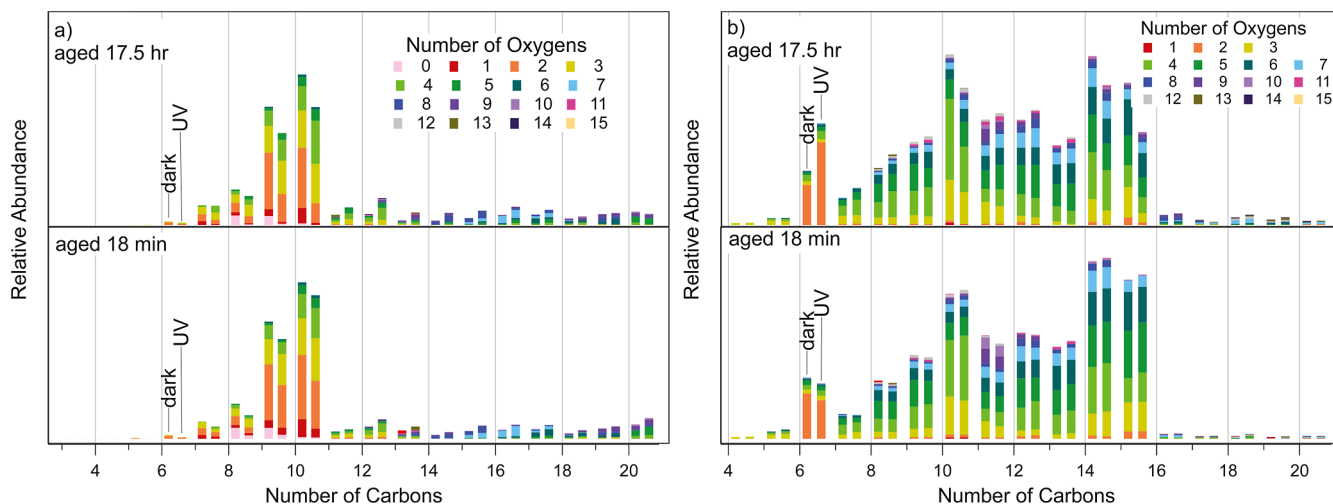 a)
aged 17.5 hr
Number of Oxygens
0 1 2 3
4 5 6 7
8 9 10 11
12 13 14 15
dark
UV
aged 18 min
dark
UV
Relative Abundance
4 6 8 10 12 14 16 18 20
Number of Carbons
b)
aged 17.5 hr
Number of Oxygens
1 2 3
4 5 6 7
8 9 10 11
12 13 14 15
dark
UV
aged 18 min
dark
UV
Relative Abundance
4 6 8 10 12 14 16 18 20
Number of Carbons